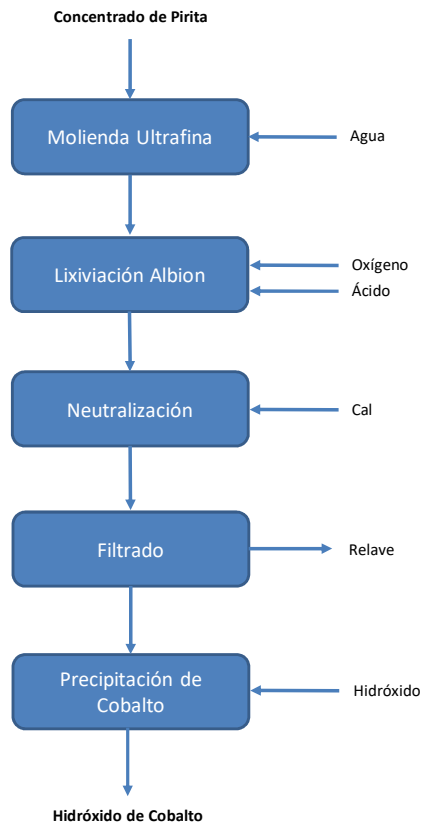 Concentrado de Pirita
Molienda Ultrafina
Agua
Lixiviación Albion
Oxígeno
Ácido
Neutralización
Cal
Filtrado
Relave
Precipitación de
Cobalto
Hidróxido
Hidróxido de Cobalto